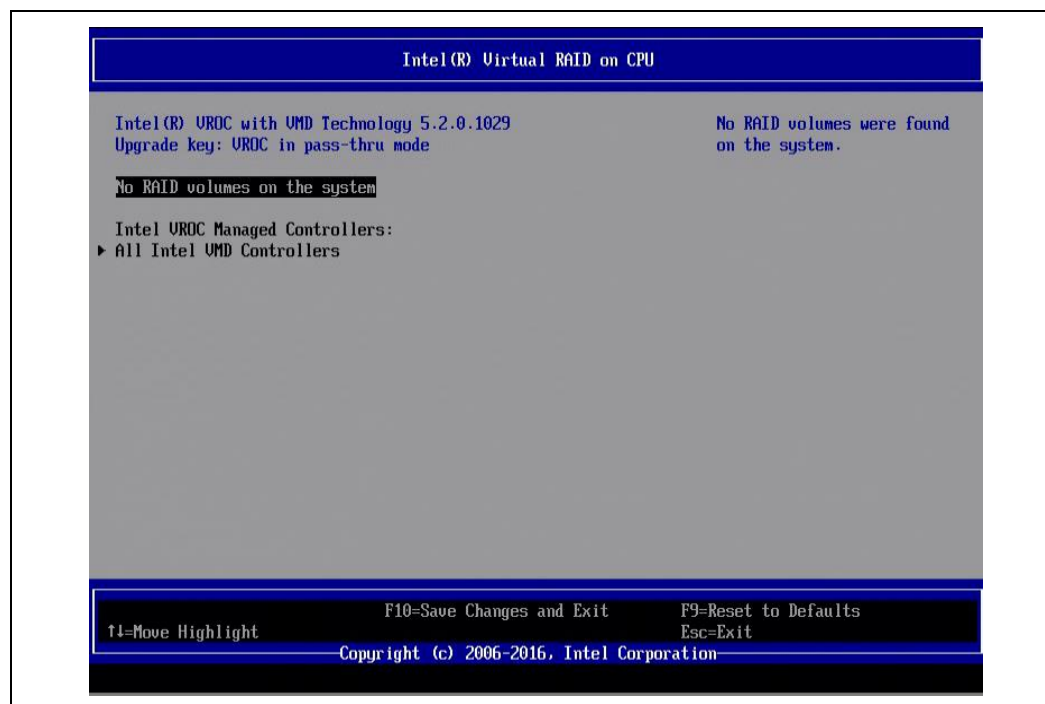 Intel(R) Virtual RAID on CPU
Intel(R) VROC with VMD Technology 5.2.0.1029
Upgrade key: VROC in pass-thru mode
No RAID volumes were found
on the system.
No RAID volumes on the system
Intel VROC Managed Controllers:
▶ All Intel VMD Controllers
F10=Save Changes and Exit
F9=Reset to Defaults
↑↓=Move Highlight
Esc=Exit
Copyright (c) 2006-2016, Intel Corporation